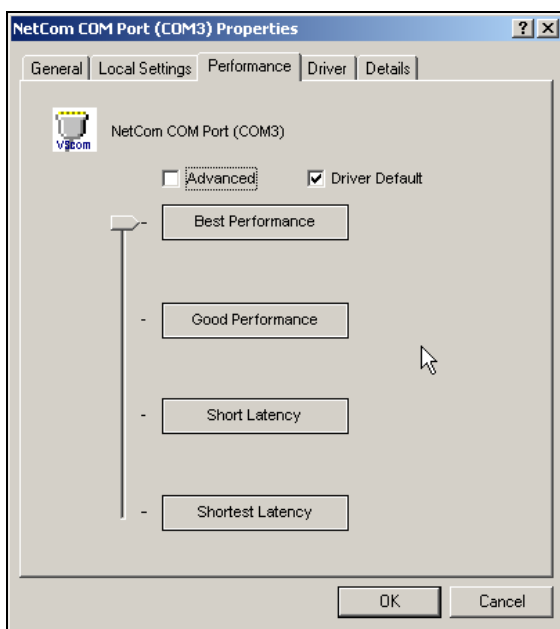 NetCom COM Port (COM3) Properties
General Local Settings Performance Driver Details
VScom
NetCom COM Port (COM3)
Advanced Driver Default
Best Performance
Good Performance
Short Latency
Shortest Latency
OK Cancel